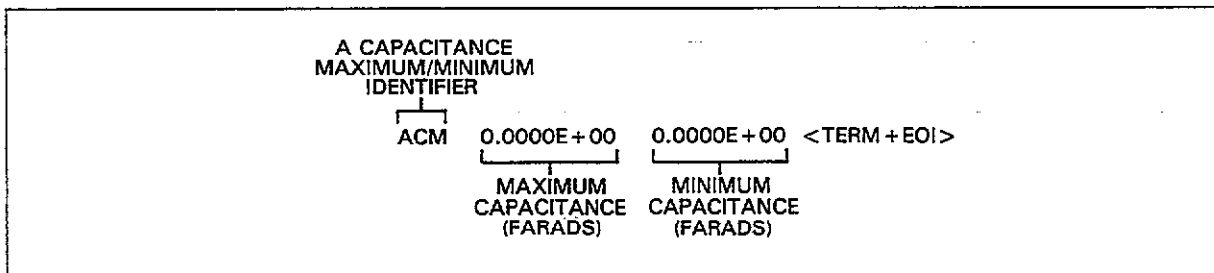 A CAPACITANCE
MAXIMUM/MINIMUM
IDENTIFIER
ACM 0.0000E+00 0.0000E+00 <TERM+EOI>
MAXIMUM MINIMUM
CAPACITANCE CAPACITANCE
(FARADS) (FARADS)